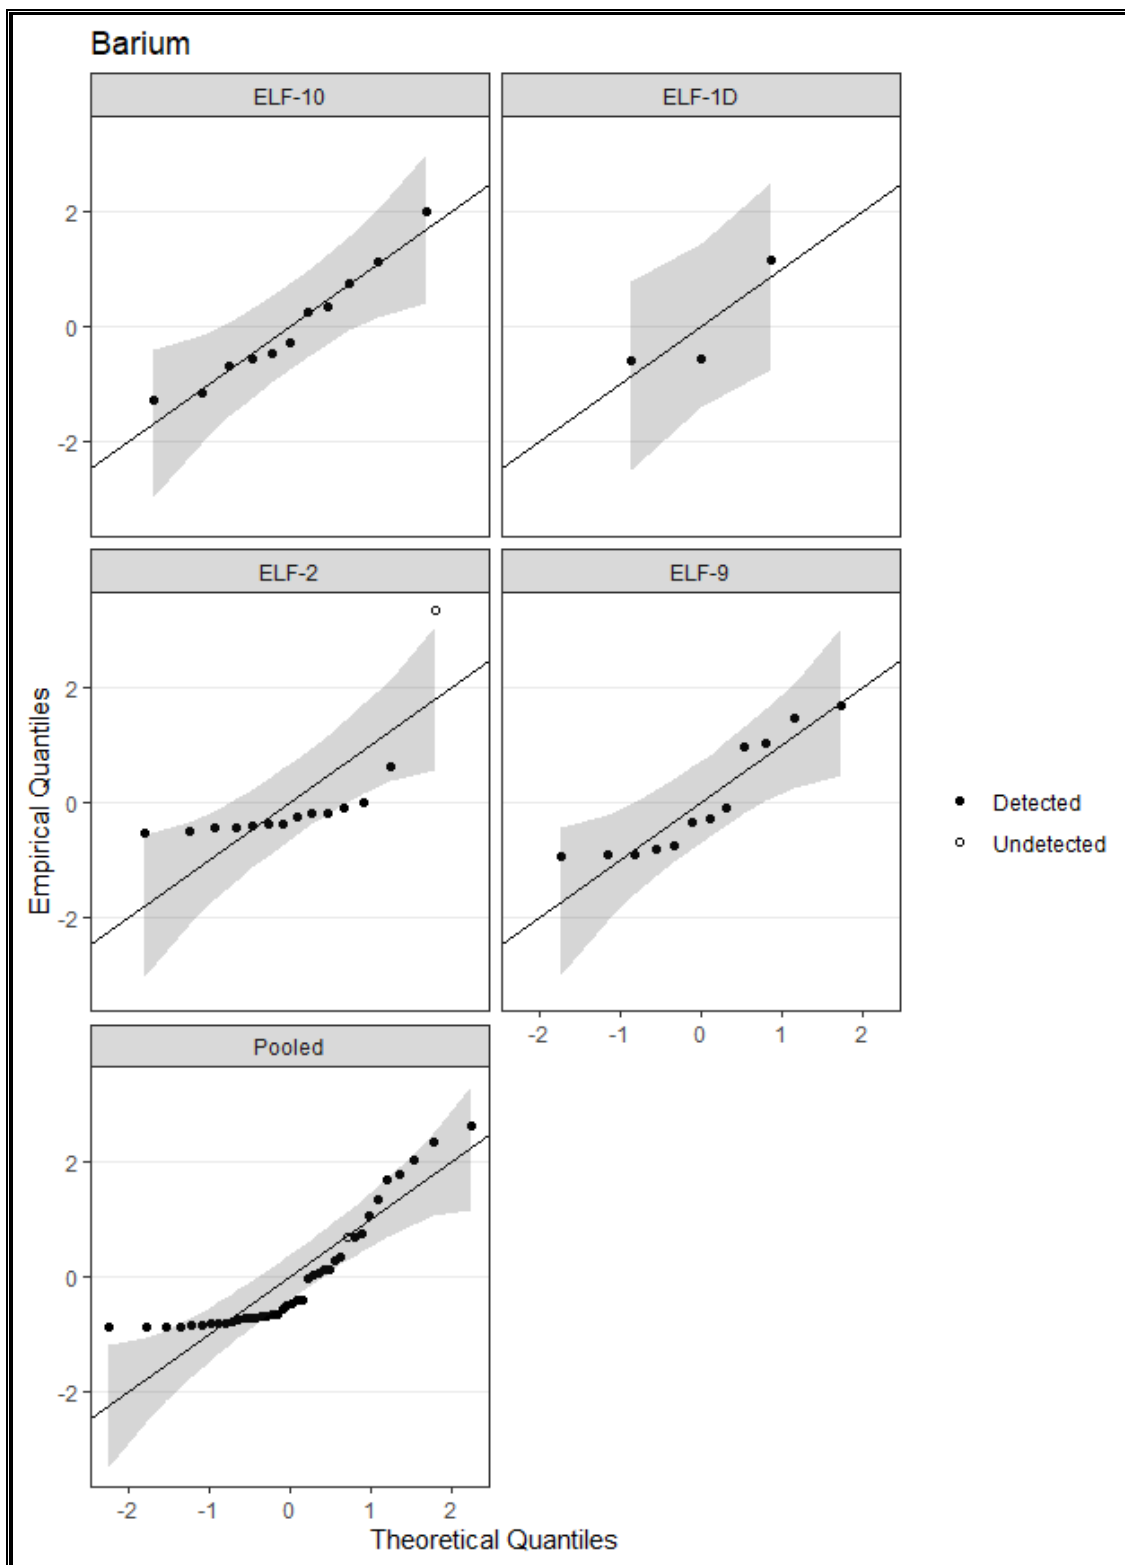 Barium
ELF-10
ELF-1D
2
0
-2
ELF-2
ELF-9
2
0
-2
-2 -1 0 1 2
Pooled
2
0
-2
-2 -1 0 1 2
Theoretical Quantiles
Empirical Quantiles
Detected
Undetected